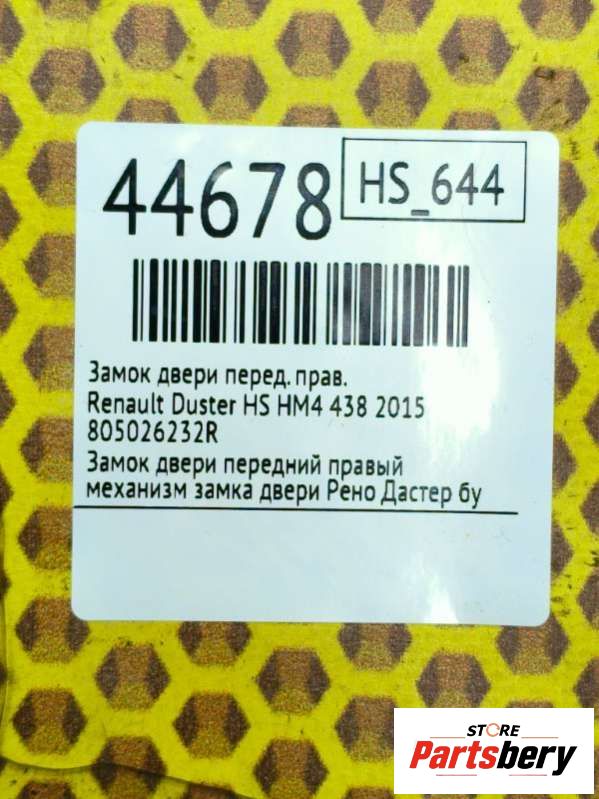 44678
HS_644
Замок двери перед. прав.
Renault Duster HS HM4 438 2015
805026232R
Замок двери передний правый
механизм замка двери Рено Дастер бу
STORE
Partsbery